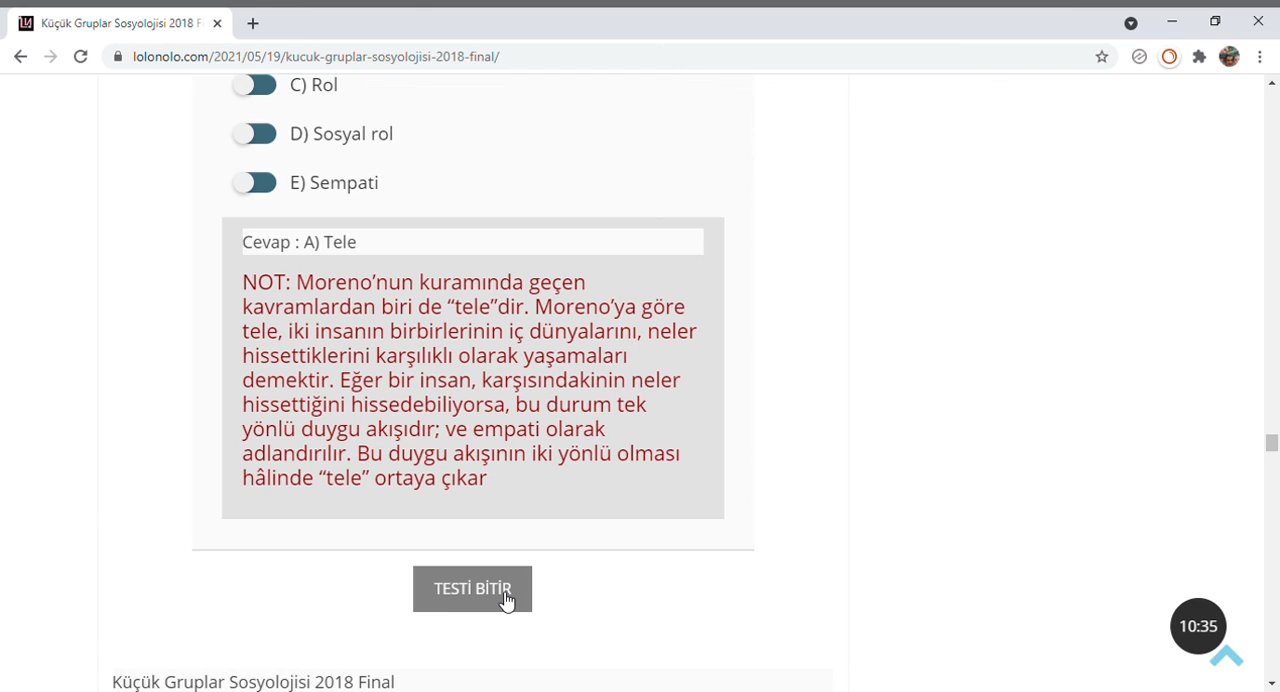 Küçük Gruplar Sosyolojisi 2018 F
lolonolo.com/2021/05/19/kucuk-gruplar-sosyolojisi-2018-final/
C) Rol
D) Sosyal rol
E) Sempati
Cevap : A) Tele
NOT: Moreno’nun kuramında geçen
kavramlardan biri de “tele”dir. Moreno’ya göre
tele, iki insanın birbirlerinin iç dünyalarını, neler
hissettiklerini karşılıklı olarak yaşamaları
demektir. Eğer bir insan, karşısındakinin neler
hissettiğini hissedebiliyorsa, bu durum tek
yönlü duygu akışıdır; ve empati olarak
adlandırılır. Bu duygu akışının iki yönlü olması
hâlinde “tele” ortaya çıkar
TESTİ BİTİR
10:35
Küçük Gruplar Sosyolojisi 2018 Final